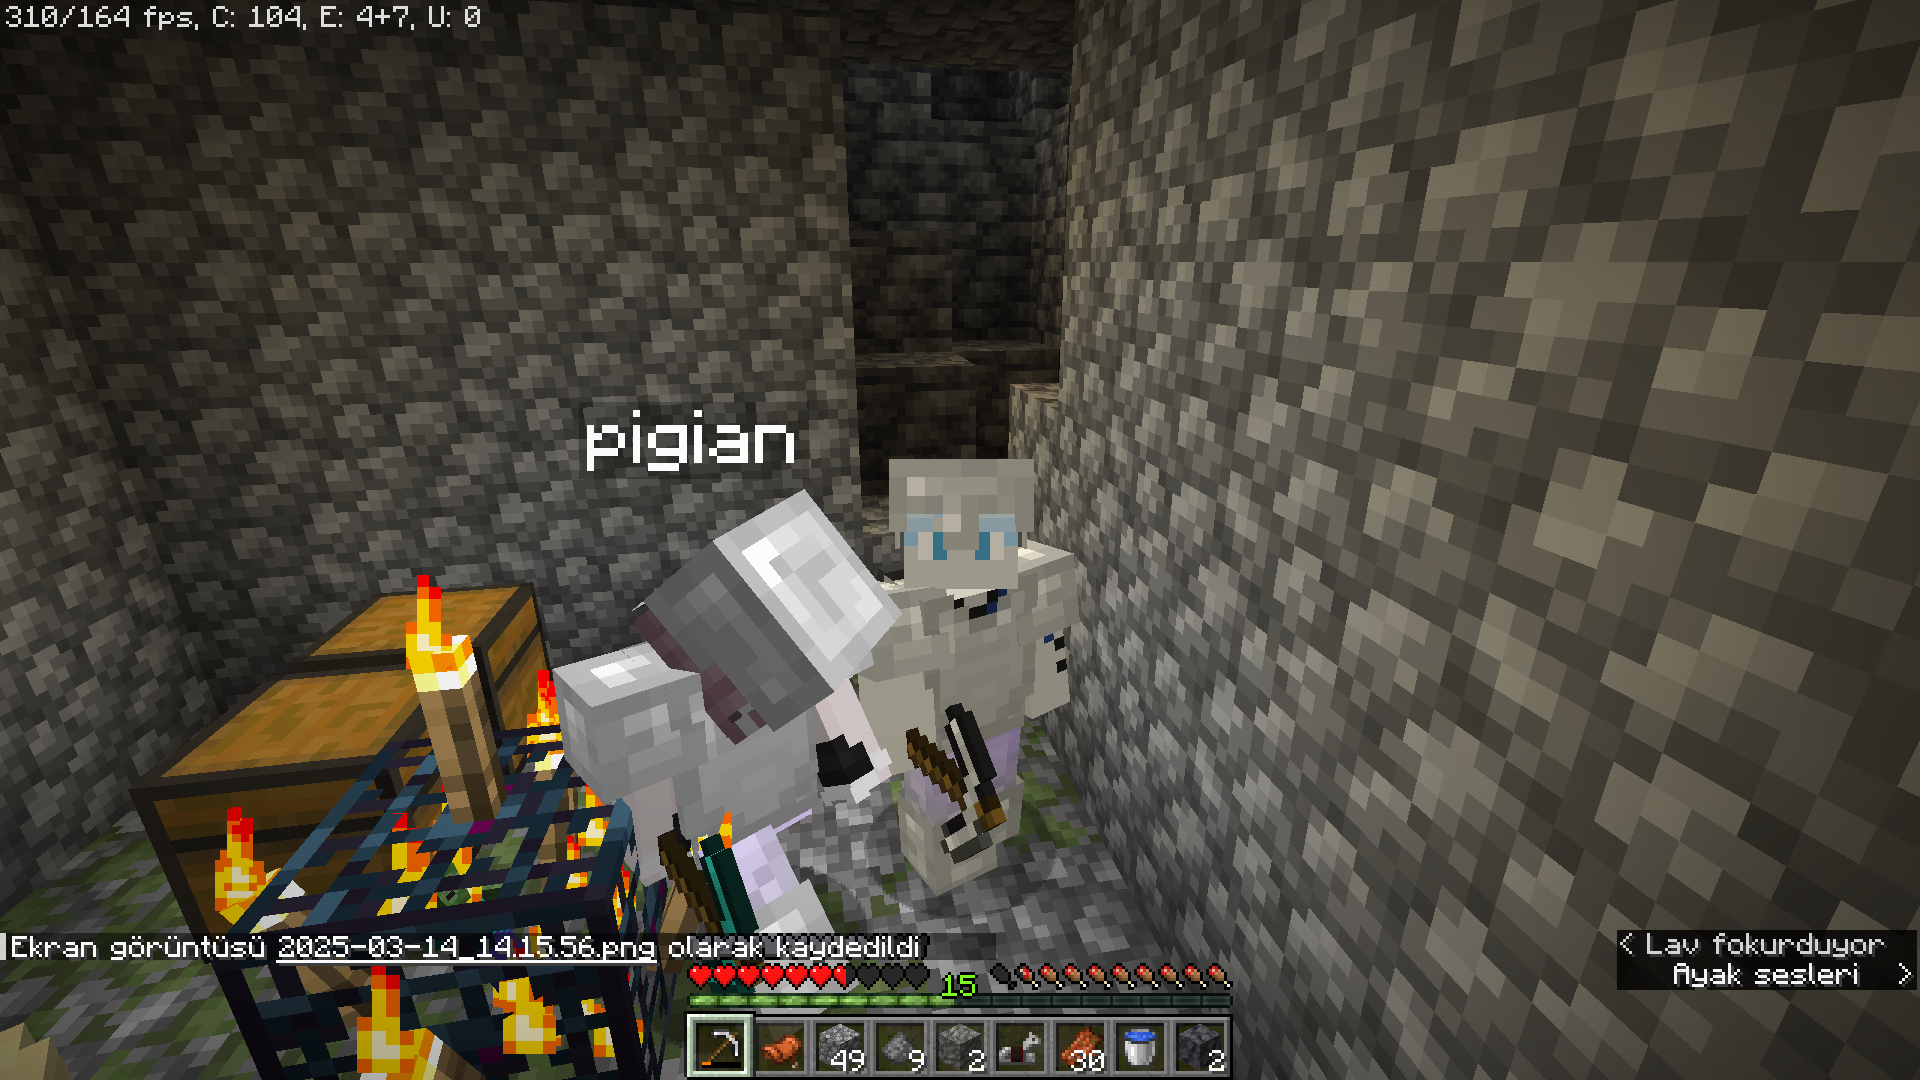 310/164 fps, C: 104, E: 4+7, U: 0
pigian
Ekran görüntüsü 2025-03-14_14.15.56.png olarak kaydedildi
< Lav fokurduyor
Ayak sesleri >
15
49 9 2 30 2